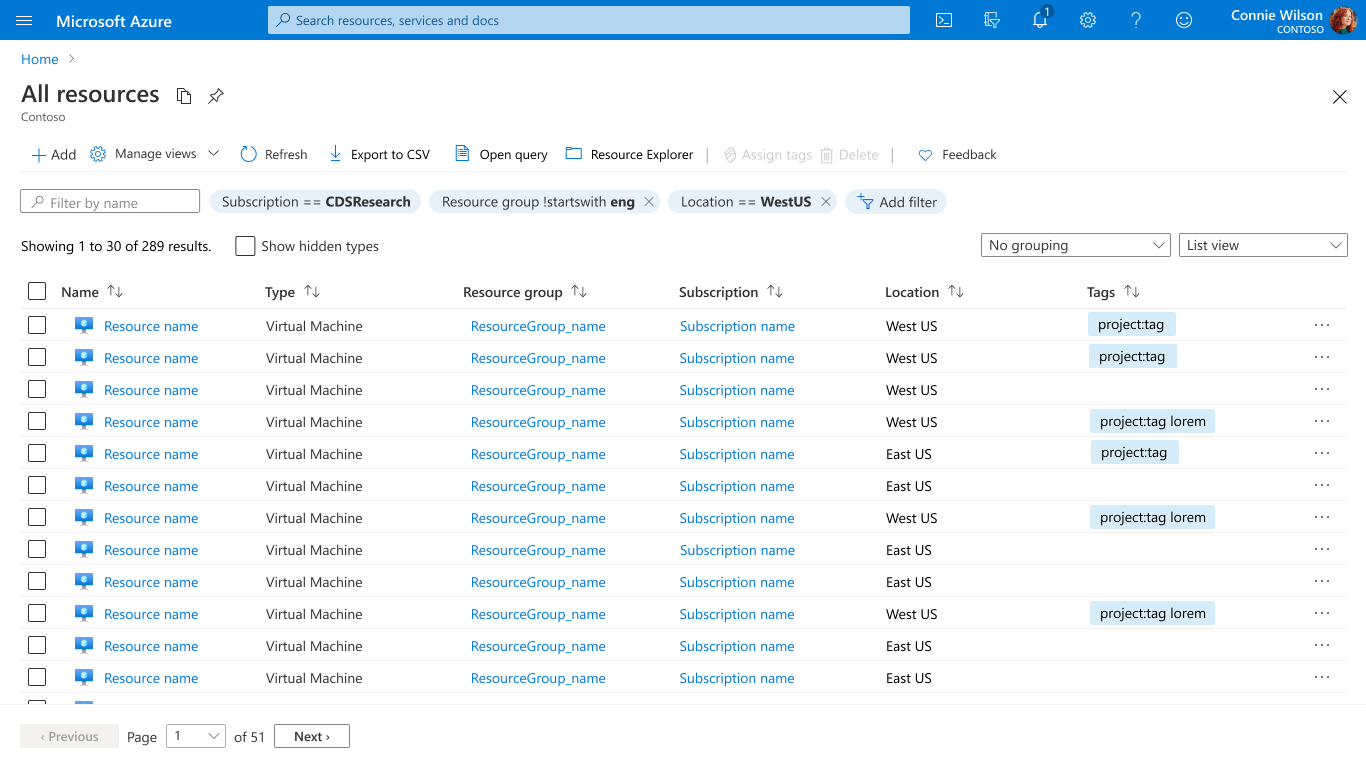 Microsoft Azure Search resources, services and docs 1 Connie Wilson
CONTOSO
Home
All resources
Contoso
Add Manage views Refresh Export to CSV Open query Resource Explorer | Assign tags Delete | Feedback
Filter by name Subscription == CDSResearch Resource group !startswith eng Location == WestUS Add filter
Showing 1 to 30 of 289 results. Show hidden types No grouping List view
Name Type Resource group Subscription Location Tags
Resource name Virtual Machine ResourceGroup_name Subscription name West US project:tag ...
Resource name Virtual Machine ResourceGroup_name Subscription name West US project:tag ...
Resource name Virtual Machine ResourceGroup_name Subscription name West US ...
Resource name Virtual Machine ResourceGroup_name Subscription name West US project:tag lorem ...
Resource name Virtual Machine ResourceGroup_name Subscription name East US project:tag ...
Resource name Virtual Machine ResourceGroup_name Subscription name East US ...
Resource name Virtual Machine ResourceGroup_name Subscription name West US project:tag lorem ...
Resource name Virtual Machine ResourceGroup_name Subscription name East US ...
Resource name Virtual Machine ResourceGroup_name Subscription name East US ...
Resource name Virtual Machine ResourceGroup_name Subscription name West US project:tag lorem ...
Resource name Virtual Machine ResourceGroup_name Subscription name East US ...
Resource name Virtual Machine ResourceGroup_name Subscription name East US ...
‹ Previous Page 1 of 51 Next ›